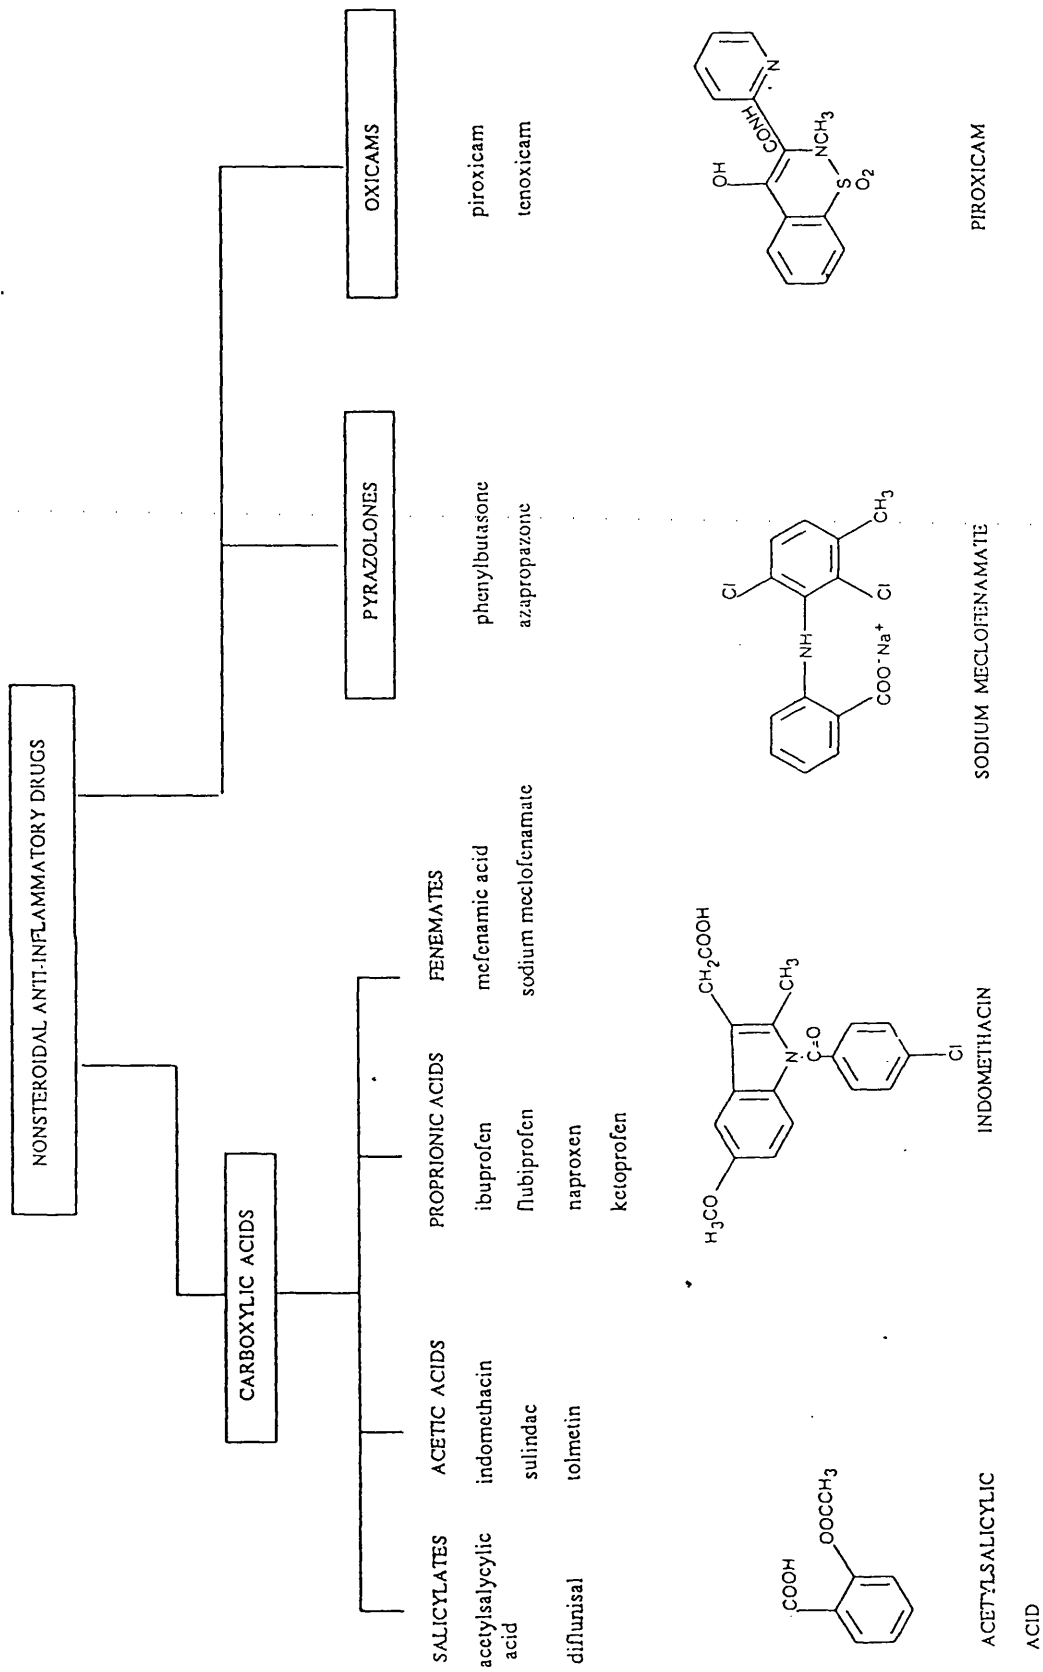 NONSTEROIDAL ANTI-INFLAMMATORY DRUGS
CARBOXYLIC ACIDS
PYRAZOLONES
OXICAMS
SALICYLATES
acetylsalycylic
acid
diflunisal
ACETIC ACIDS
indomethacin
sulindac
tolmetin
PROPRIONIC ACIDS
ibuprofen
flubiprofen
naproxen
ketoprofen
FENEMATES
mefenamic acid
sodium meclofenamate
phenylbutasone
azapropazone
piroxicam
tenoxicam
COOH
OOCCH3
ACETYLSALICYLIC
ACID
H3CO
CH2COOH
CH3
N
C=O
Cl
INDOMETHACIN
Cl
NH
CH3
Cl
COO-Na+
SODIUM MECLOFENAMATE
OH
CONH
N
NCH3
S
O2
PIROXICAM